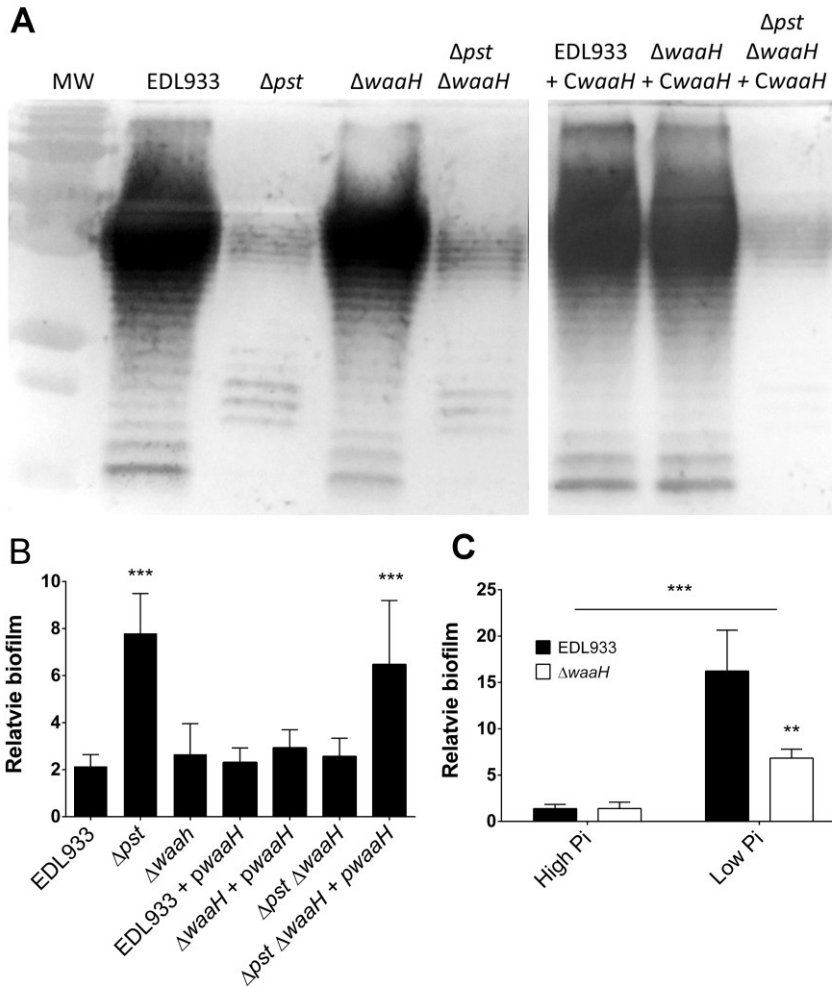 A
MW EDL933 Δpst ΔwaaH Δpst ΔwaaH EDL933 + CwaaH ΔwaaH + CwaaH Δpst ΔwaaH + CwaaH
B
Relatvie biofilm
10
8
6
4
2
0
***
***
EDL933
Δpst
Δwaah
EDL933 + pwaaH
ΔwaaH + pwaaH
Δpst ΔwaaH
Δpst ΔwaaH + pwaaH
C
Relatvie biofilm
25
20
15
10
5
0
***
EDL933
ΔwaaH
**
High Pi
Low Pi